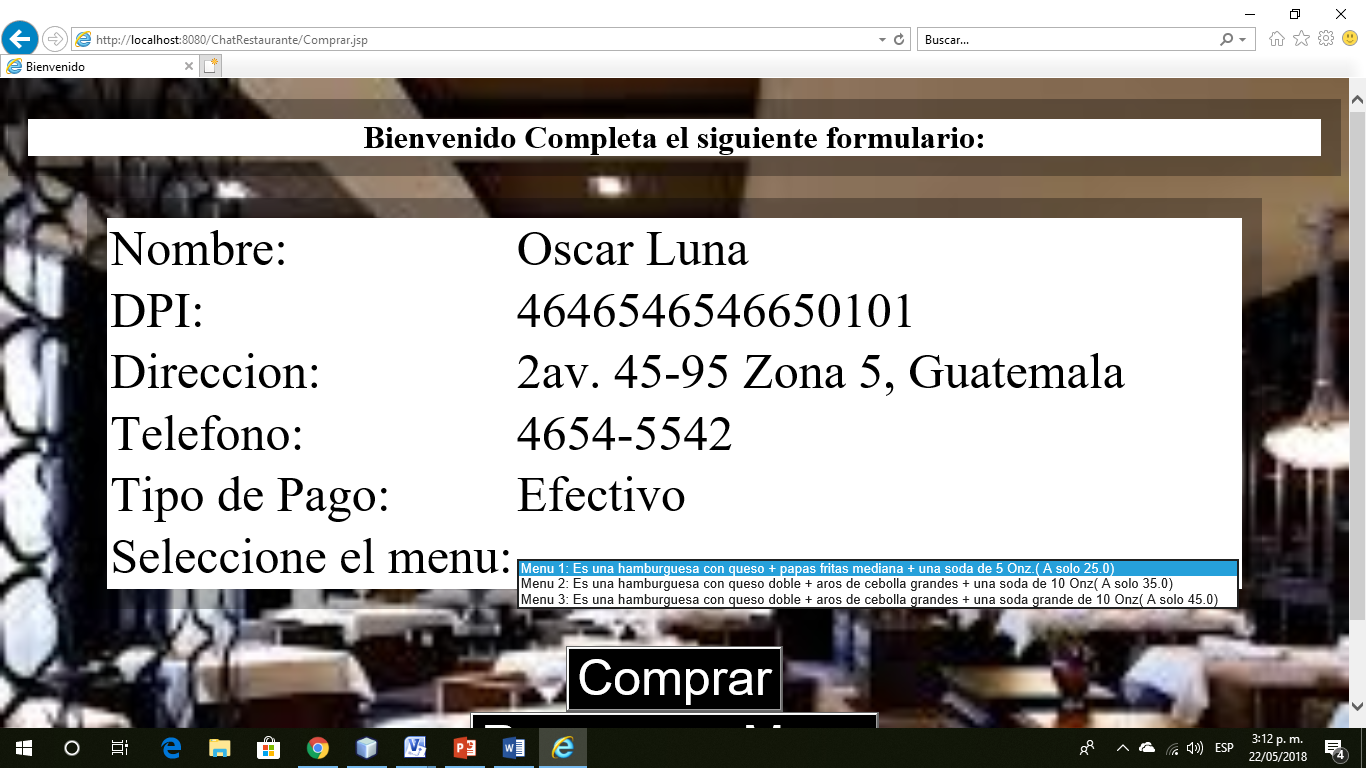 http://localhost:8080/ChatRestaurante/Comprar.jsp
Buscar...
Bienvenido
Bienvenido Completa el siguiente formulario:
Nombre: Oscar Luna
DPI: 4646546546650101
Direccion: 2av. 45-95 Zona 5, Guatemala
Telefono: 4654-5542
Tipo de Pago: Efectivo
Seleccione el menu:
Menu 1: Es una hamburguesa con queso + papas fritas mediana + una soda de 5 Onz.( A solo 25.0)
Menu 2: Es una hamburguesa con queso doble + aros de cebolla grandes + una soda de 10 Onz( A solo 35.0)
Menu 3: Es una hamburguesa con queso doble + aros de cebolla grandes + una soda grande de 10 Onz( A solo 45.0)
Comprar
ESP
3:12 p. m.
22/05/2018
4